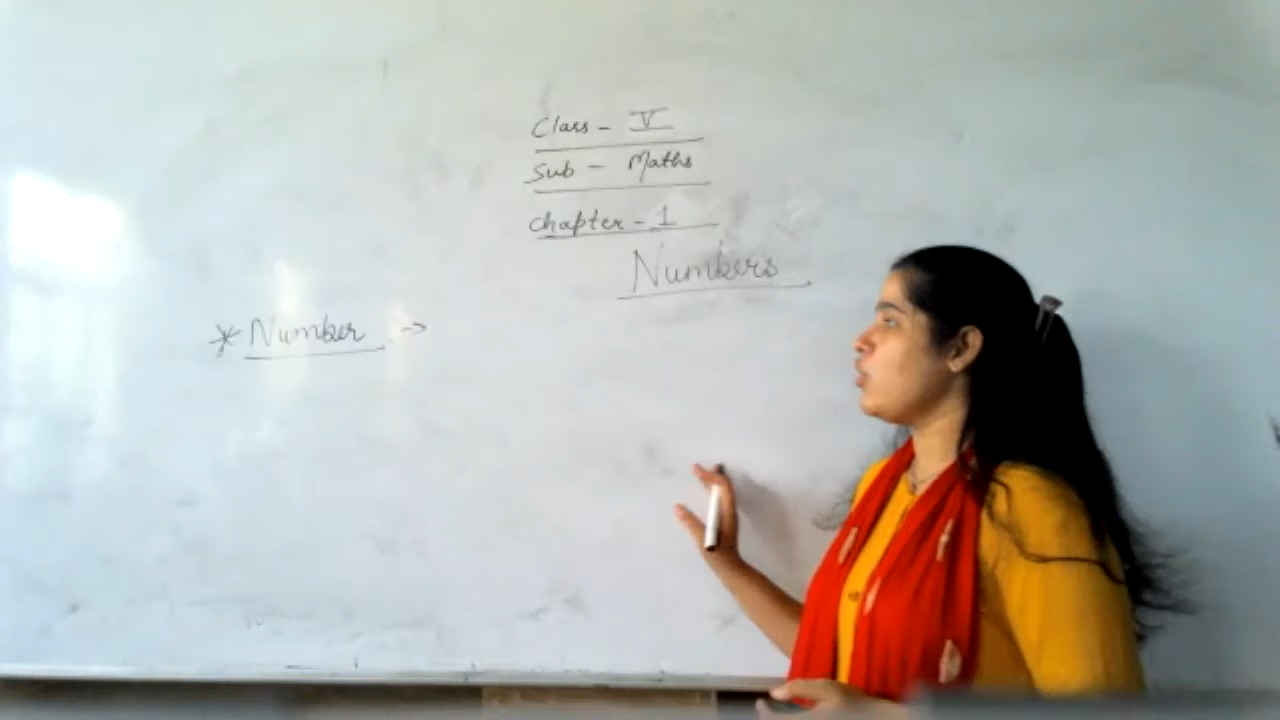 Class - V
Sub - Maths
Chapter - 1
Numbers
* Number :->